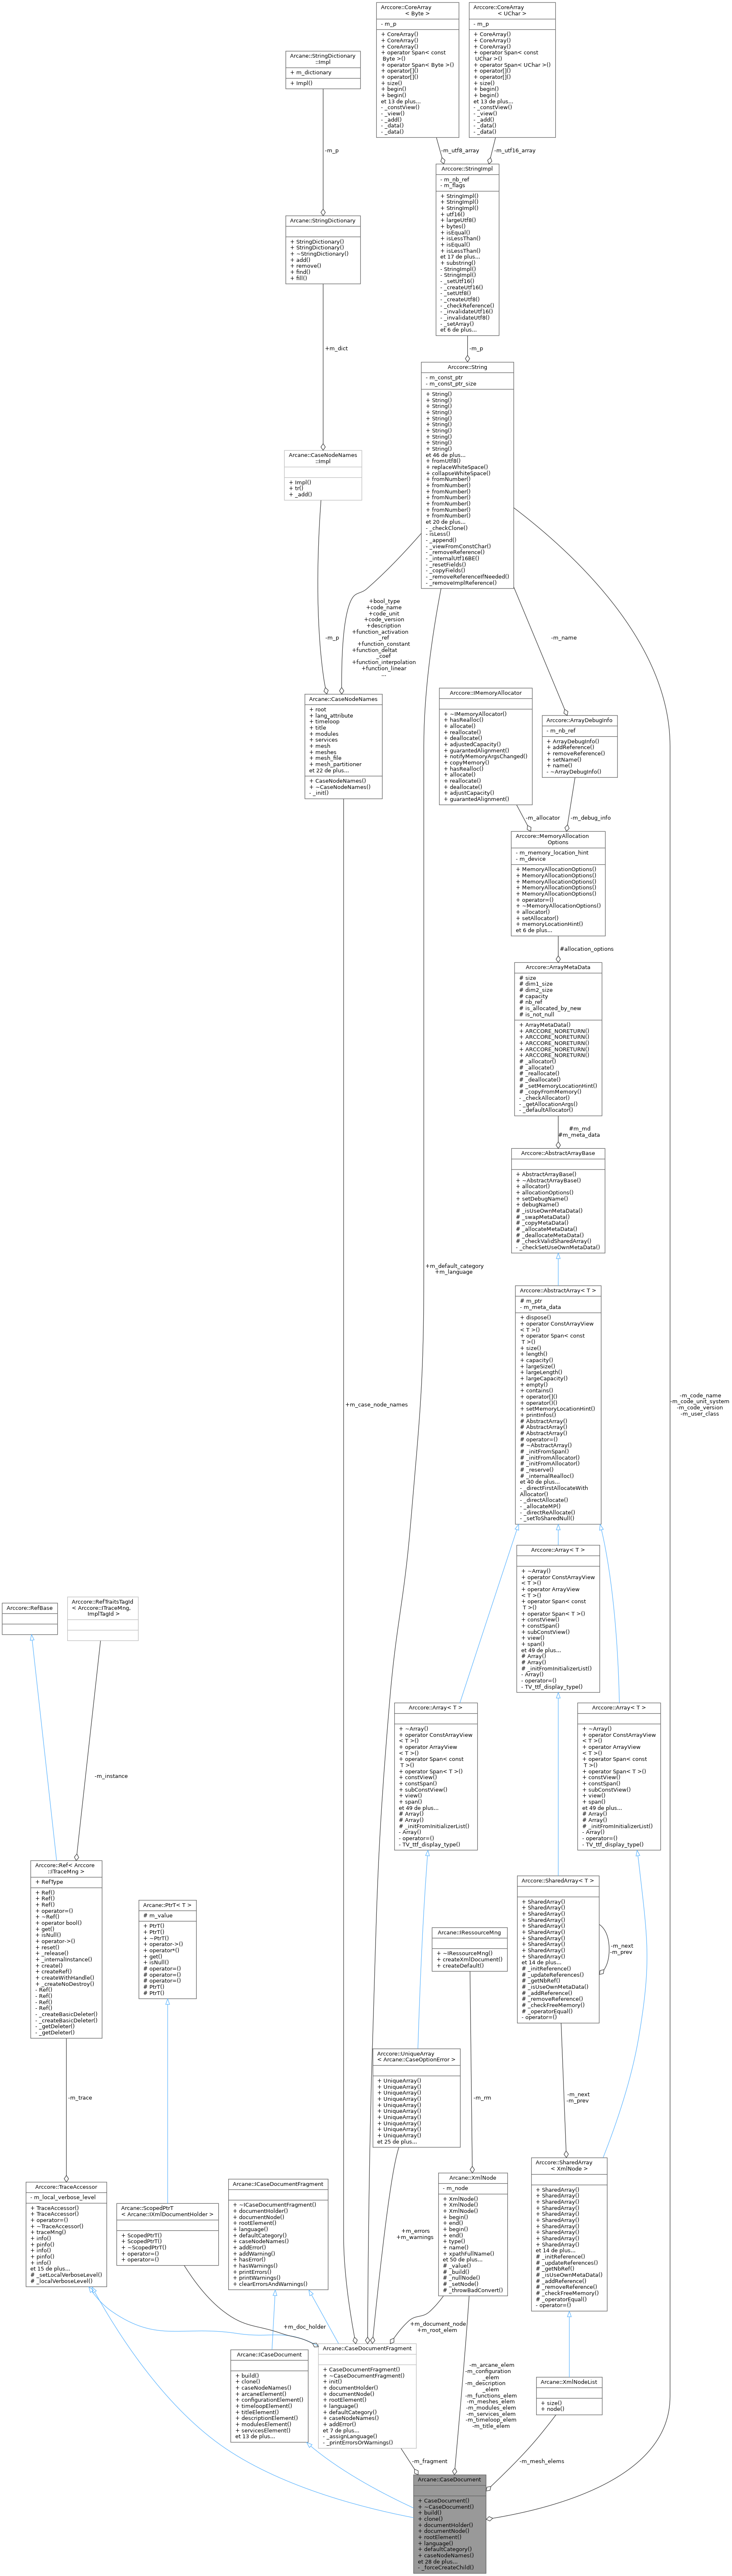 Arccore::CoreArray
< Byte >
- m_p
+ CoreArray()
+ CoreArray()
+ CoreArray()
+ operator Span< const
Byte >()
+ operator Span< Byte >()
+ operator[]()
+ operator[]()
+ size()
+ begin()
+ begin()
et 13 de plus...
- _constView()
- _view()
- _add()
- _data()
- _data()
Arccore::CoreArray
< UChar >
- m_p
+ CoreArray()
+ CoreArray()
+ CoreArray()
+ operator Span< const
UChar >()
+ operator Span< UChar >()
+ operator[]()
+ operator[]()
+ size()
+ begin()
+ begin()
et 13 de plus...
- _constView()
- _view()
- _add()
- _data()
- _data()
Arcane::StringDictionary
::Impl
+ m_dictionary
+ Impl()
-m_p
-m_utf8_array
-m_utf16_array
Arccore::StringImpl
- m_nb_ref
- m_flags
+ StringImpl()
+ StringImpl()
+ StringImpl()
+ utf16()
+ largeUtf8()
+ bytes()
+ isEqual()
+ isLessThan()
+ isEqual()
+ isLessThan()
et 17 de plus...
+ substring()
- StringImpl()
- StringImpl()
- _setUtf16()
- _createUtf16()
- _setUtf8()
- _createUtf8()
- _checkReference()
- _invalidateUtf16()
- _invalidateUtf8()
- _setArray()
et 6 de plus...
Arcane::StringDictionary
+ StringDictionary()
+ StringDictionary()
+ ~StringDictionary()
+ add()
+ remove()
+ find()
+ fill()
+m_dict
-m_p
Arccore::String
- m_const_ptr
- m_const_ptr_size
+ String()
+ String()
+ String()
+ String()
+ String()
+ String()
+ String()
+ String()
+ String()
+ String()
et 46 de plus...
+ fromUtf8()
+ replaceWhiteSpace()
+ collapseWhiteSpace()
+ fromNumber()
+ fromNumber()
+ fromNumber()
+ fromNumber()
+ fromNumber()
+ fromNumber()
+ fromNumber()
et 20 de plus...
- _checkClone()
- isLess()
- _append()
- _viewFromConstChar()
- _removeReference()
- _internalUtf16BE()
- _resetFields()
- _copyFields()
- _removeReferenceIfNeeded()
- _removeImplReference()
Arcane::CaseNodeNames
::Impl
+ Impl()
+ tr()
+ _add()
-m_p
+bool_type
+code_name
+code_unit
+code_version
+description
+function_activation
_ref
+function_constant
+function_deltat
_coef
+function_interpolation
+function_linear
...
-m_name
Arcane::CaseNodeNames
+ root
+ lang_attribute
+ timeloop
+ title
+ modules
+ services
+ mesh
+ meshes
+ mesh_file
+ mesh_partitioner
et 22 de plus...
+ CaseNodeNames()
+ ~CaseNodeNames()
- _init()
Arccore::IMemoryAllocator
+ ~IMemoryAllocator()
+ hasRealloc()
+ allocate()
+ reallocate()
+ deallocate()
+ adjustedCapacity()
+ guarantedAlignment()
+ notifyMemoryArgsChanged()
+ copyMemory()
+ hasRealloc()
+ allocate()
+ reallocate()
+ deallocate()
+ adjustCapacity()
+ guarantedAlignment()
Arccore::ArrayDebugInfo
- m_nb_ref
+ ArrayDebugInfo()
+ addReference()
+ removeReference()
+ setName()
+ name()
- ~ArrayDebugInfo()
-m_allocator
-m_debug_info
Arccore::MemoryAllocation
Options
- m_memory_location_hint
- m_device
+ MemoryAllocationOptions()
+ MemoryAllocationOptions()
+ MemoryAllocationOptions()
+ MemoryAllocationOptions()
+ MemoryAllocationOptions()
+ operator=()
+ ~MemoryAllocationOptions()
+ allocator()
+ setAllocator()
+ memoryLocationHint()
et 6 de plus...
#allocation_options
Arccore::ArrayMetaData
# size
# dim1_size
# dim2_size
# capacity
# nb_ref
# is_allocated_by_new
# is_not_null
+ ArrayMetaData()
+ ARCCORE_NORETURN()
+ ARCCORE_NORETURN()
+ ARCCORE_NORETURN()
+ ARCCORE_NORETURN()
+ ARCCORE_NORETURN()
# _allocator()
# _allocate()
# _reallocate()
# _deallocate()
# _setMemoryLocationHint()
# _copyFromMemory()
- _checkAllocator()
- _getAllocationArgs()
- _defaultAllocator()
#m_md
#m_meta_data
Arccore::AbstractArrayBase
+ AbstractArrayBase()
+ ~AbstractArrayBase()
+ allocator()
+ allocationOptions()
+ setDebugName()
+ debugName()
# _isUseOwnMetaData()
# _swapMetaData()
# _copyMetaData()
# _allocateMetaData()
# _deallocateMetaData()
# _checkValidSharedArray()
- _checkSetUseOwnMetaData()
+m_default_category
+m_language
Arccore::AbstractArray< T >
# m_ptr
- m_meta_data
+ dispose()
+ operator ConstArrayView
< T >()
+ operator Span< const
T >()
+ size()
+ length()
+ capacity()
+ largeSize()
+ largeLength()
+ largeCapacity()
+ empty()
+ contains()
+ operator[]()
+ operator()()
+ setMemoryLocationHint()
+ printInfos()
# AbstractArray()
# AbstractArray()
# AbstractArray()
# operator=()
# ~AbstractArray()
# _initFromSpan()
# _initFromAllocator()
# _initFromAllocator()
# _reserve()
# _internalRealloc()
et 40 de plus...
- _directFirstAllocateWith
Allocator()
- _directAllocate()
- _allocateMP()
- _directReAllocate()
- _setToSharedNull()
+m_case_node_names
-m_code_name
-m_code_unit_system
-m_code_version
-m_user_class
Arccore::Array< T >
+ ~Array()
+ operator ConstArrayView
< T >()
+ operator ArrayView
< T >()
+ operator Span< const
T >()
+ operator Span< T >()
+ constView()
+ constSpan()
+ subConstView()
+ view()
+ span()
et 49 de plus...
# Array()
# Array()
# _initFromInitializerList()
- Array()
- operator=()
- TV_ttf_display_type()
Arccore::RefBase
Arccore::RefTraitsTagId
< Arccore::ITraceMng,
ImplTagId >
-m_instance
Arccore::Array< T >
+ ~Array()
+ operator ConstArrayView
< T >()
+ operator ArrayView
< T >()
+ operator Span< const
T >()
+ operator Span< T >()
+ constView()
+ constSpan()
+ subConstView()
+ view()
+ span()
et 49 de plus...
# Array()
# Array()
# _initFromInitializerList()
- Array()
- operator=()
- TV_ttf_display_type()
Arccore::Array< T >
+ ~Array()
+ operator ConstArrayView
< T >()
+ operator ArrayView
< T >()
+ operator Span< const
T >()
+ operator Span< T >()
+ constView()
+ constSpan()
+ subConstView()
+ view()
+ span()
et 49 de plus...
# Array()
# Array()
# _initFromInitializerList()
- Array()
- operator=()
- TV_ttf_display_type()
Arccore::Ref< Arccore
::ITraceMng >
+ RefType
+ Ref()
+ Ref()
+ Ref()
+ operator=()
+ ~Ref()
+ operator bool()
+ get()
+ isNull()
+ operator->()
+ reset()
+ _release()
+ _internalInstance()
+ create()
+ createRef()
+ createWithHandle()
+ _createNoDestroy()
- Ref()
- Ref()
- Ref()
- Ref()
- _createBasicDeleter()
- _createBasicDeleter()
- _getDeleter()
- _getDeleter()
Arcane::PtrT< T >
# m_value
+ PtrT()
+ PtrT()
+ ~PtrT()
+ operator->()
+ operator*()
+ get()
+ isNull()
# operator=()
# operator=()
# operator=()
# PtrT()
# PtrT()
Arccore::SharedArray< T >
+ SharedArray()
+ SharedArray()
+ SharedArray()
+ SharedArray()
+ SharedArray()
+ SharedArray()
+ SharedArray()
+ SharedArray()
+ SharedArray()
+ SharedArray()
et 14 de plus...
# _initReference()
# _updateReferences()
# _getNbRef()
# _isUseOwnMetaData()
# _addReference()
# _removeReference()
# _checkFreeMemory()
# _operatorEqual()
- operator=()
-m_next
-m_prev
Arcane::IRessourceMng
+ ~IRessourceMng()
+ createXmlDocument()
+ createDefault()
Arccore::UniqueArray
< Arcane::CaseOptionError >
+ UniqueArray()
+ UniqueArray()
+ UniqueArray()
+ UniqueArray()
+ UniqueArray()
+ UniqueArray()
+ UniqueArray()
+ UniqueArray()
+ UniqueArray()
+ UniqueArray()
et 25 de plus...
-m_trace
-m_rm
-m_next
-m_prev
Arccore::TraceAccessor
- m_local_verbose_level
+ TraceAccessor()
+ TraceAccessor()
+ operator=()
+ ~TraceAccessor()
+ traceMng()
+ info()
+ pinfo()
+ info()
+ pinfo()
+ info()
et 15 de plus...
# _setLocalVerboseLevel()
# _localVerboseLevel()
Arcane::ScopedPtrT
< Arcane::IXmlDocumentHolder >
+ ScopedPtrT()
+ ScopedPtrT()
+ ~ScopedPtrT()
+ operator=()
+ operator=()
Arcane::ICaseDocumentFragment
+ ~ICaseDocumentFragment()
+ documentHolder()
+ documentNode()
+ rootElement()
+ language()
+ defaultCategory()
+ caseNodeNames()
+ addError()
+ addWarning()
+ hasError()
+ hasWarnings()
+ printErrors()
+ printWarnings()
+ clearErrorsAndWarnings()
Arcane::XmlNode
- m_node
+ XmlNode()
+ XmlNode()
+ XmlNode()
+ begin()
+ end()
+ begin()
+ end()
+ type()
+ name()
+ xpathFullName()
et 50 de plus...
# _value()
# _build()
# _nullNode()
# _setNode()
# _throwBadConvert()
Arccore::SharedArray
< XmlNode >
+ SharedArray()
+ SharedArray()
+ SharedArray()
+ SharedArray()
+ SharedArray()
+ SharedArray()
+ SharedArray()
+ SharedArray()
+ SharedArray()
+ SharedArray()
et 14 de plus...
# _initReference()
# _updateReferences()
# _getNbRef()
# _isUseOwnMetaData()
# _addReference()
# _removeReference()
# _checkFreeMemory()
# _operatorEqual()
- operator=()
+m_errors
+m_warnings
+m_doc_holder
+m_document_node
+m_root_elem
Arcane::ICaseDocument
+ build()
+ clone()
+ caseNodeNames()
+ arcaneElement()
+ configurationElement()
+ timeloopElement()
+ titleElement()
+ descriptionElement()
+ modulesElement()
+ servicesElement()
et 13 de plus...
Arcane::CaseDocumentFragment
+ CaseDocumentFragment()
+ ~CaseDocumentFragment()
+ init()
+ documentHolder()
+ documentNode()
+ rootElement()
+ language()
+ defaultCategory()
+ caseNodeNames()
+ addError()
et 7 de plus...
- _assignLanguage()
- _printErrorsOrWarnings()
-m_arcane_elem
-m_configuration
_elem
-m_description
_elem
-m_functions_elem
-m_meshes_elem
-m_modules_elem
-m_services_elem
-m_timeloop_elem
-m_title_elem
Arcane::XmlNodeList
+ size()
+ node()
-m_fragment
-m_mesh_elems
Arcane::CaseDocument
+ CaseDocument()
+ ~CaseDocument()
+ build()
+ clone()
+ documentHolder()
+ documentNode()
+ rootElement()
+ language()
+ defaultCategory()
+ caseNodeNames()
et 28 de plus...
- _forceCreateChild()